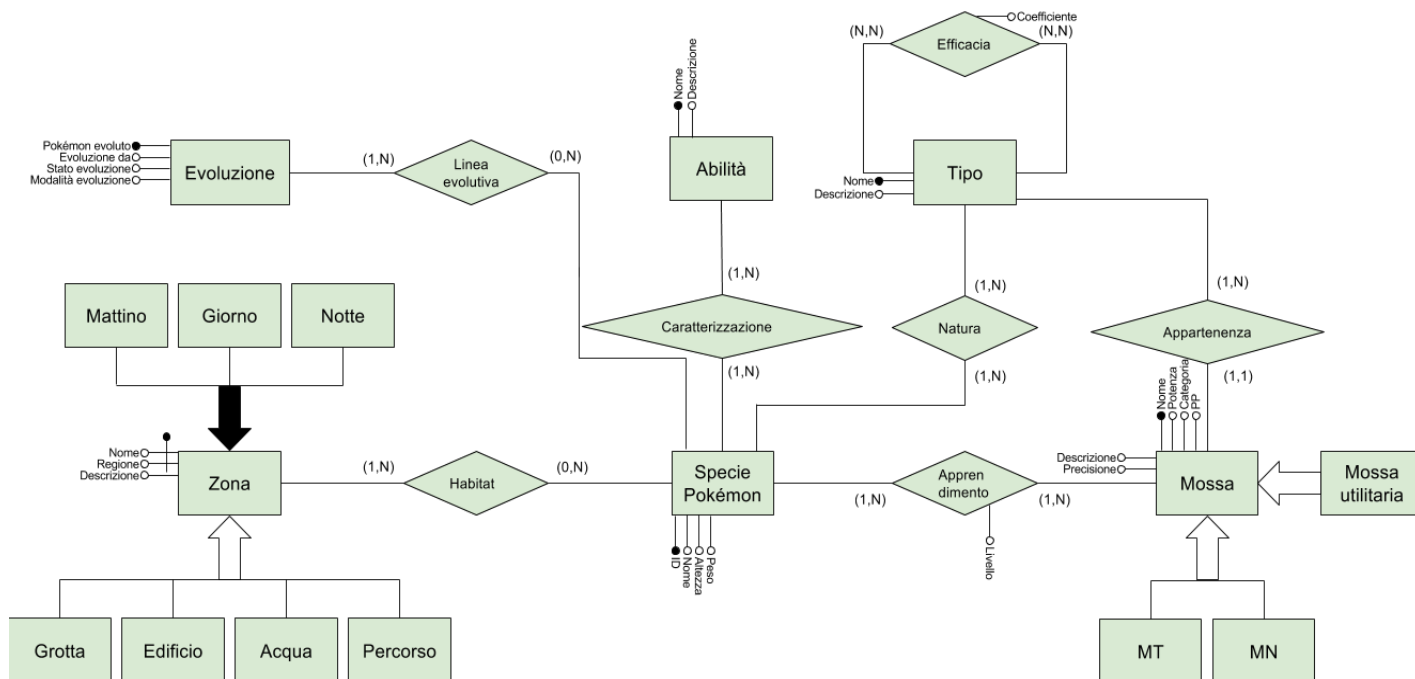 Coefficiente
(N,N)
Efficacia
(N,N)
Nome
Descrizione
Pokémon evoluto
Evoluzione da
Stato evoluzione
Modalità evoluzione
Evoluzione
(1,N)
Linea
evolutiva
(0,N)
Abilità
Tipo
Nome
Descrizione
(1,N)
(1,N)
(1,N)
Mattino
Giorno
Notte
Caratterizzazione
Natura
Appartenenza
(1,N)
(1,N)
(1,1)
Nome
Potenza
Categoria
PP
Nome
Regione
Descrizione
Zona
(1,N)
Habitat
(0,N)
Specie
Pokémon
(1,N)
Appren
dimento
(1,N)
Descrizione
Precisione
Mossa
Mossa
utilitaria
ID
Nome
Altezza
Peso
Livello
Grotta
Edificio
Acqua
Percorso
MT
MN